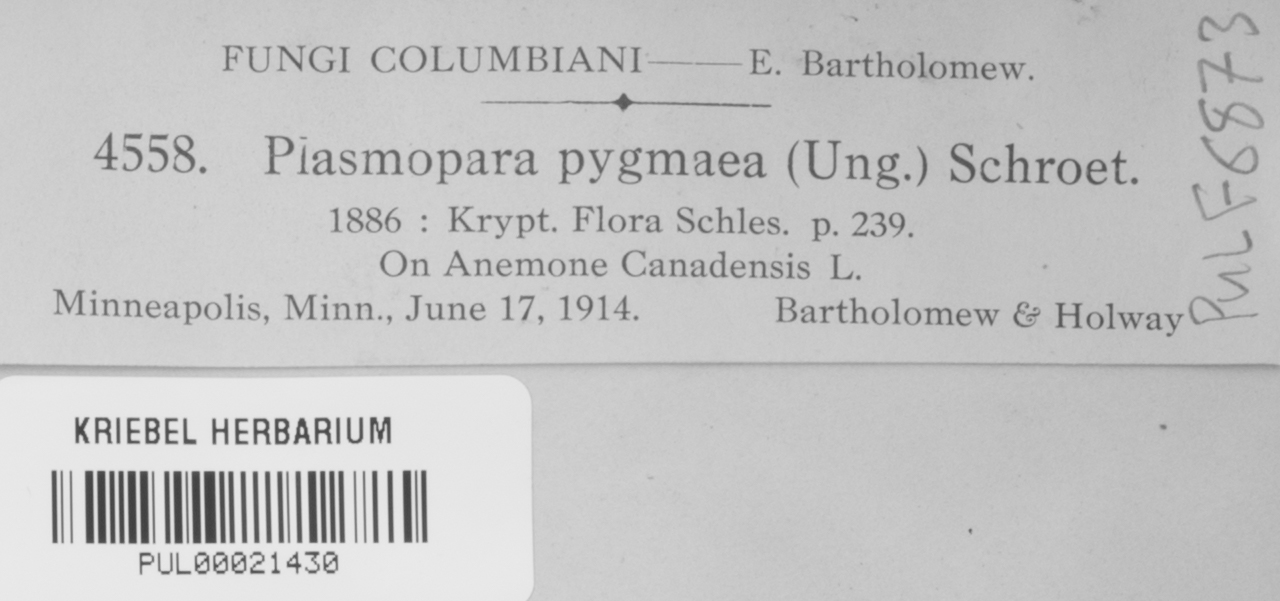 FUNGI COLUMBIANI——E. Bartholomew.
4558. Plasmopara pygmaea (Ung.) Schroet.
1886 : Krypt. Flora Schles. p. 239.
On Anemone Canadensis L.
Minneapolis, Minn., June 17, 1914. Bartholomew & Holway
PUL F6873
KRIEBEL HERBARIUM
PUL00021430